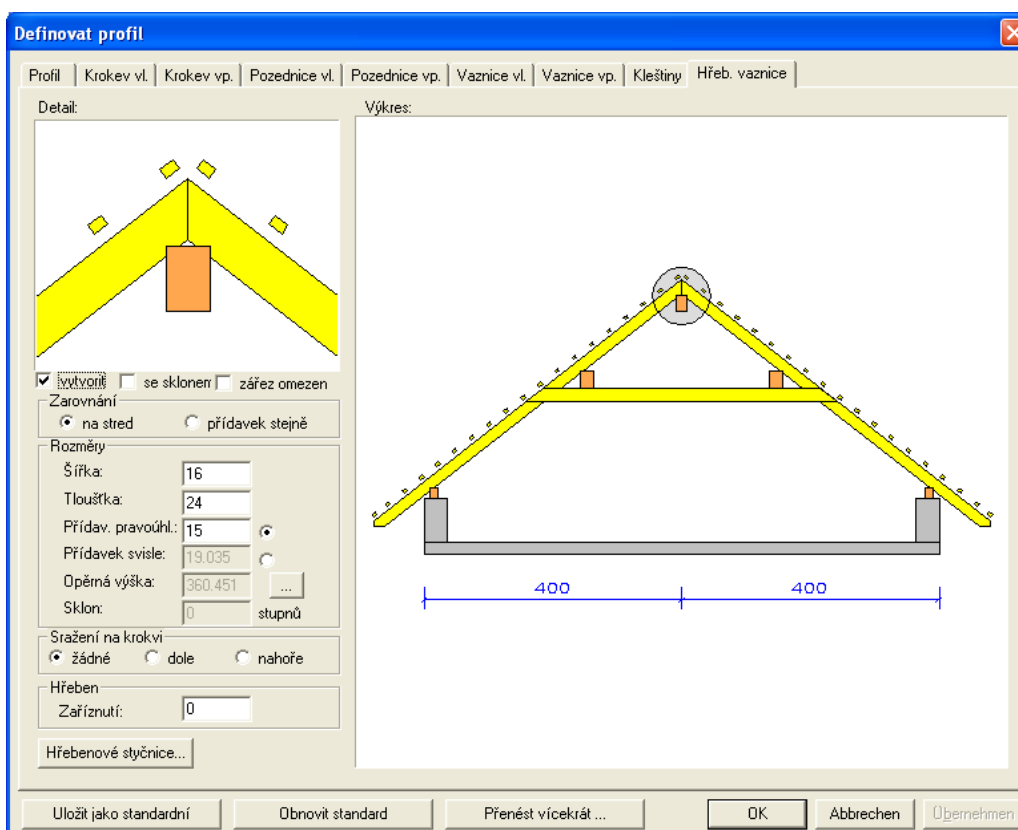 Definovat profil
Profil Krokev vl. Krokev vp. Pozednice vl. Pozednice vp. Vaznice vl. Vaznice vp. Kleštiny Hřeb. vaznice
Detail:
Výkres:
vytvořit se sklonem zářez omezen
Zarovnání
na stred přídavek stejně
Rozměry
Šířka: 16
Tloušťka: 24
Přídav. pravoúhl.: 15
Přídavek svisle: 19.035
Opěrná výška: 360.451 ...
Sklon: 0 stupnů
Sražení na krokvi
žádné dole nahoře
Hřeben
Zaříznutí: 0
Hřebenové styčnice...
400 400
Uložit jako standardní Obnovit standard Přenést vícekrát ... OK Abbrechen Übernehmen